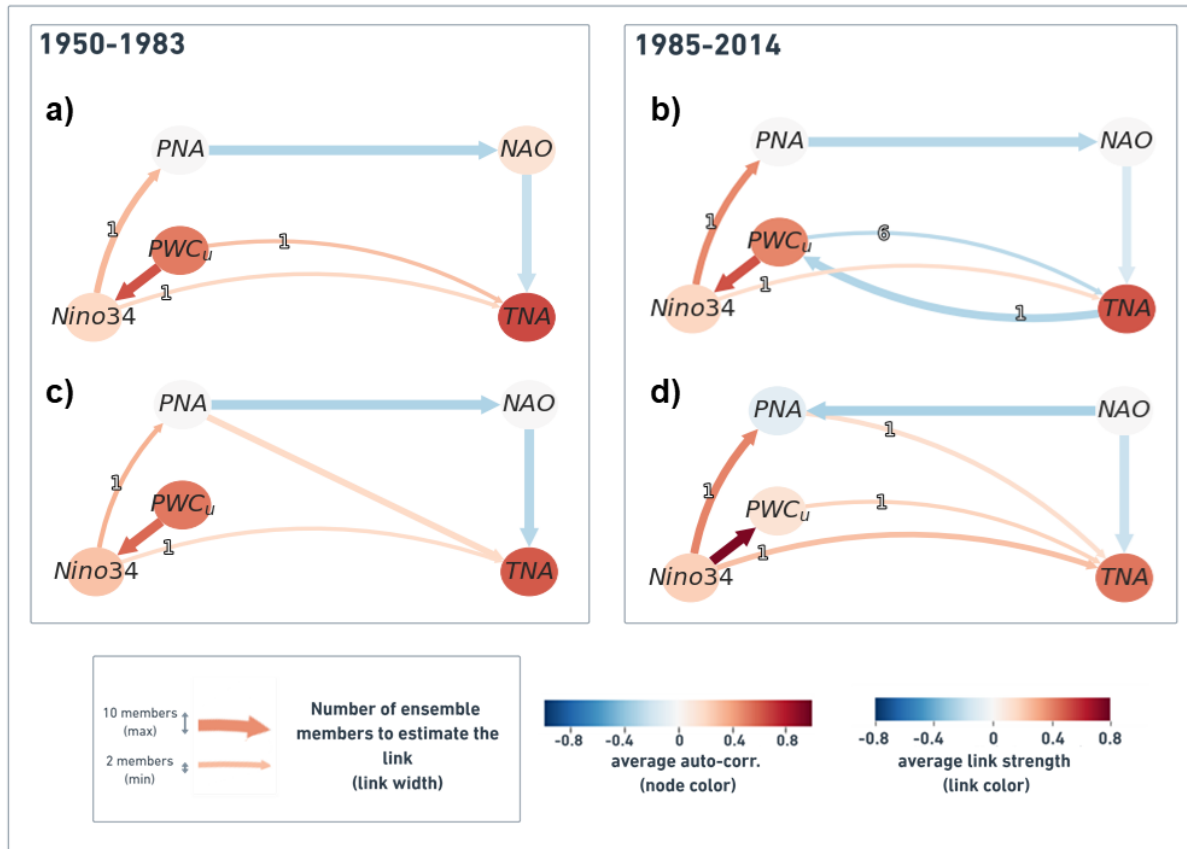 1950-1983
a)
PNA
NAO
1
PWCu
1
Nino34
1
TNA
c)
PNA
NAO
1
PWCu
1
Nino34
TNA
1985-2014
b)
PNA
NAO
1
PWCu
6
1
Nino34
1
TNA
d)
PNA
NAO
1
1
PWCu
1
1
Nino34
TNA
10 members
(max)
2 members
(min)
Number of ensemble
members to estimate the
link
(link width)
-0.8 -0.4 0 0.4 0.8
average auto-corr.
(node color)
-0.8 -0.4 0 0.4 0.8
average link strength
(link color)